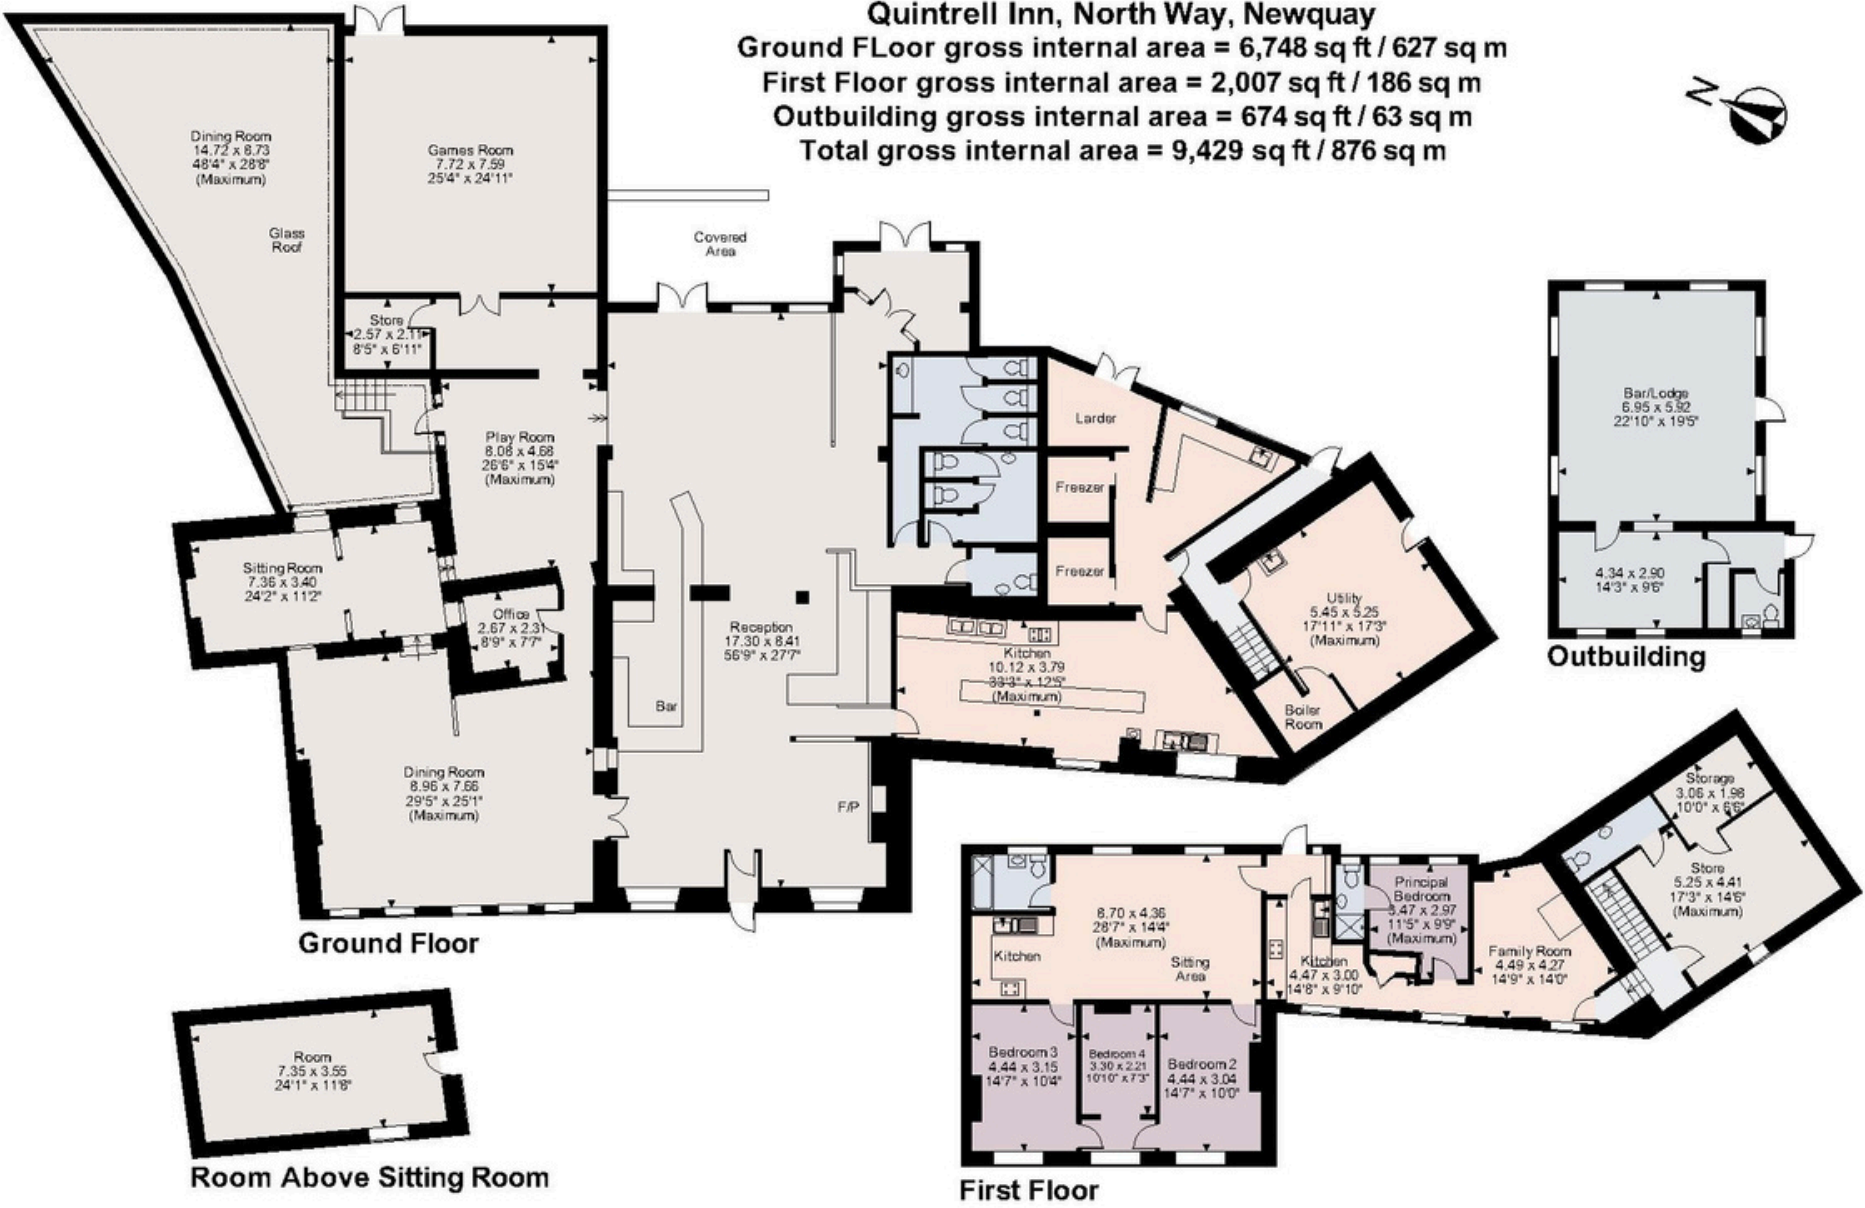 Quintrell Inn, North Way, Newquay
Ground FLoor gross internal area = 6,748 sq ft / 627 sq m
First Floor gross internal area = 2,007 sq ft / 186 sq m
Outbuilding gross internal area = 674 sq ft / 63 sq m
Total gross internal area = 9,429 sq ft / 876 sq m
N
Dining Room
14.72 x 8.73
48'4" x 28'8"
(Maximum)
Glass
Roof
Games Room
7.72 x 7.59
25'4" x 24'11"
Covered
Area
Store
2.57 x 2.11
8'5" x 6'11"
Play Room
8.08 x 4.68
26'6" x 15'4"
(Maximum)
Larder
Freezer
Freezer
Sitting Room
7.36 x 3.40
24'2" x 11'2"
Office
2.67 x 2.31
8'9" x 7'7"
Reception
17.30 x 8.41
56'9" x 27'7"
Bar
Kitchen
10.12 x 3.79
33'3" x 12'5"
(Maximum)
Utility
5.45 x 5.25
17'11" x 17'3"
(Maximum)
Boiler
Room
Dining Room
8.96 x 7.66
29'5" x 25'1"
(Maximum)
F/P
Ground Floor
Bar/Lodge
6.95 x 5.92
22'10" x 19'5"
4.34 x 2.90
14'3" x 9'6"
Outbuilding
Room
7.35 x 3.55
24'1" x 11'8"
Room Above Sitting Room
Kitchen
8.70 x 4.36
28'7" x 14'4"
(Maximum)
Sitting
Area
Kitchen
4.47 x 3.00
14'8" x 9'10"
Principal
Bedroom
3.47 x 2.97
11'5" x 9'9"
(Maximum)
Family Room
4.49 x 4.27
14'9" x 14'0"
Storage
3.06 x 1.98
10'0" x 6'6"
Store
5.25 x 4.41
17'3" x 14'6"
(Maximum)
Bedroom 3
4.44 x 3.15
14'7" x 10'4"
Bedroom 4
3.30 x 2.21
10'10" x 7'3"
Bedroom 2
4.44 x 3.04
14'7" x 10'0"
First Floor